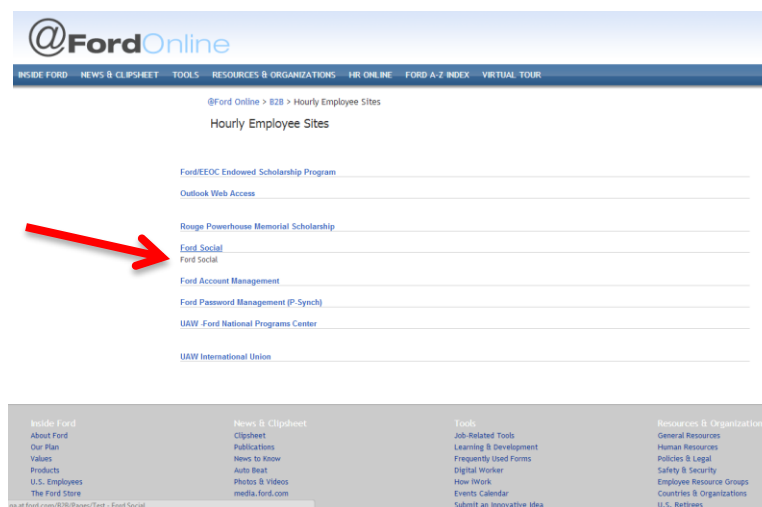 @FordOnline
INSIDE FORD NEWS & CLIPSHEET TOOLS RESOURCES & ORGANIZATIONS HR ONLINE FORD A-Z INDEX VIRTUAL TOUR
@Ford Online > B2B > Hourly Employee Sites
Hourly Employee Sites
Ford/EEOC Endowed Scholarship Program
Outlook Web Access
Rouge Powerhouse Memorial Scholarship
Ford Social
Ford Social
Ford Account Management
Ford Password Management (P-Synch)
UAW -Ford National Programs Center
UAW International Union
Inside Ford News & Clipsheet Tools Resources & Organization
About Ford Clipsheet Job-Related Tools General Resources
Our Plan Publications Learning & Development Human Resources
Values News to Know Frequently Used Forms Policies & Legal
Products Auto Beat Digital Worker Safety & Security
U.S. Employees Photos & Videos How iWork Employee Resource Groups
The Ford Store media.ford.com Events Calendar Countries & Organizations
Submit an Innovative Idea U.S. Retirees